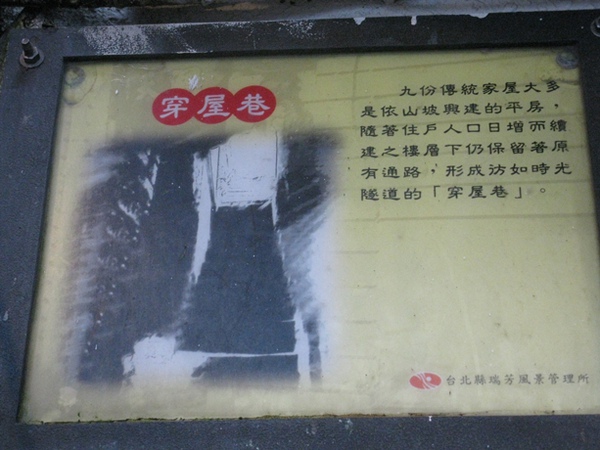 穿屋巷
九份傳統家屋大多
是依山坡興建的平房，
隨著住戶人口日增而續
建之樓層下仍保留著原
有通路，形成彷如時光
隧道的「穿屋巷」。
台北縣瑞芳風景管理所